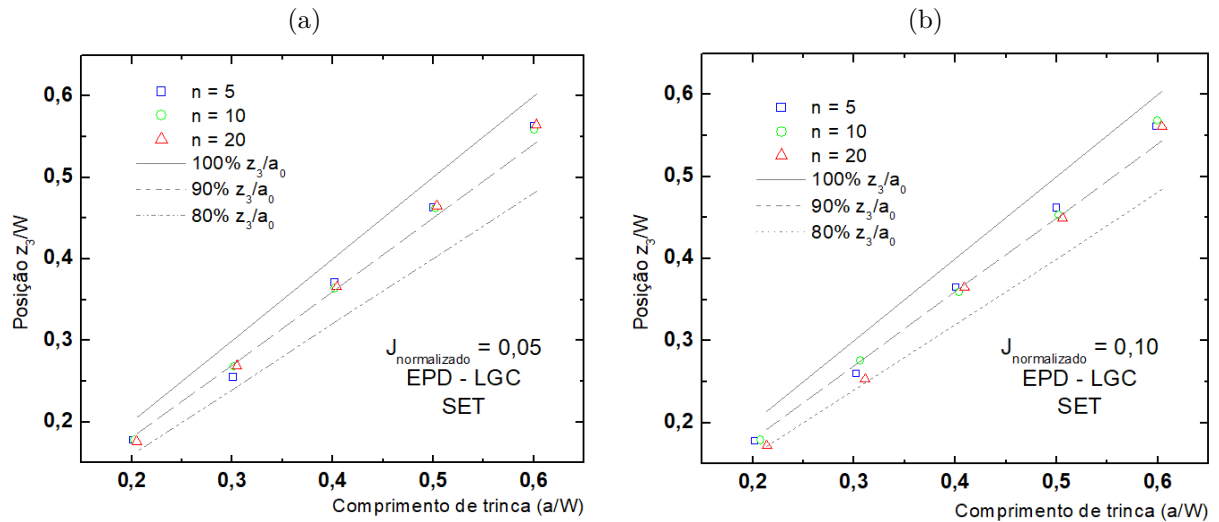 (a)
0,6
0,5
0,4
0,3
0,2
Posição z3/W
n = 5
n = 10
n = 20
100% z3/a0
90% z3/a0
80% z3/a0
Jnormalizado = 0,05
EPD - LGC
SET
0,2 0,3 0,4 0,5 0,6
Comprimento de trinca (a/W)
(b)
0,6
0,5
0,4
0,3
0,2
Posição z3/W
n = 5
n = 10
n = 20
100% z3/a0
90% z3/a0
80% z3/a0
Jnormalizado = 0,10
EPD - LGC
SET
0,2 0,3 0,4 0,5 0,6
Comprimento de trinca (a/W)